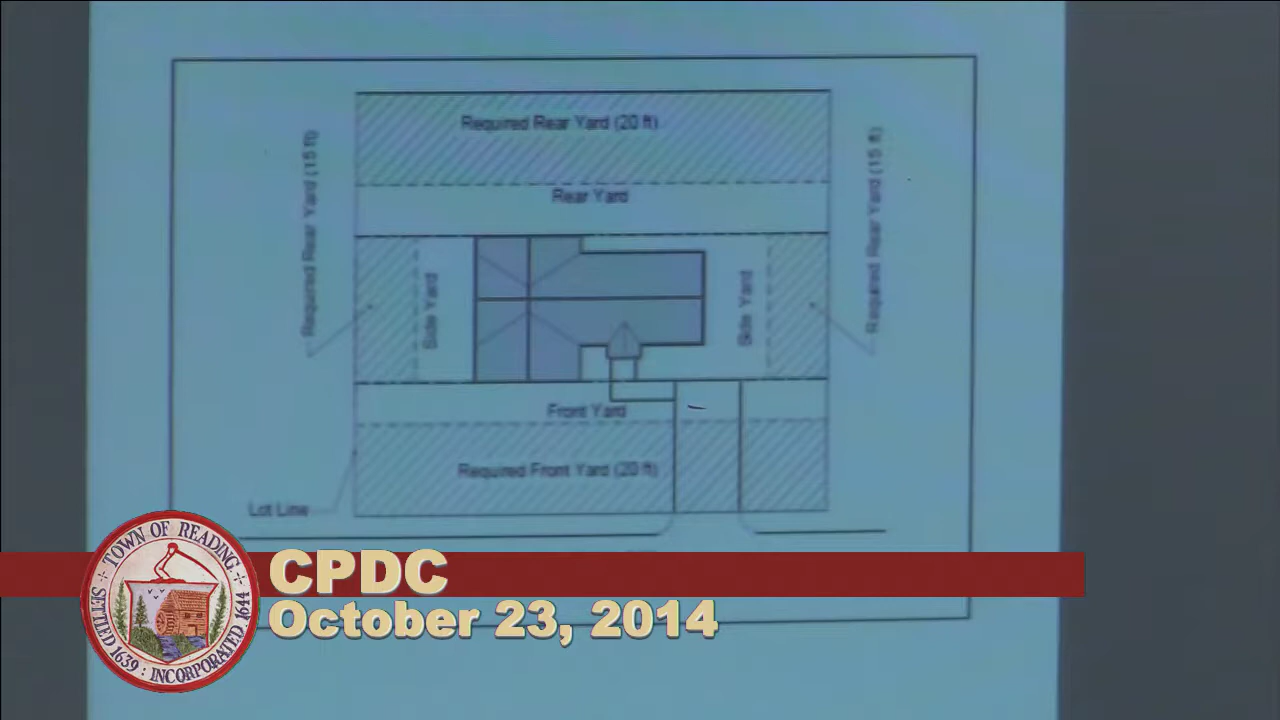 Required Rear Yard (20 ft)
Rear Yard
Required Rear Yard (15 ft)
Side Yard
Side Yard
Required Rear Yard (15 ft)
Front Yard
Required Front Yard (20 ft)
Lot Line
TOWN OF READING
SETTLED 1639 : INCORPORATED 1644
CPDC
October 23, 2014